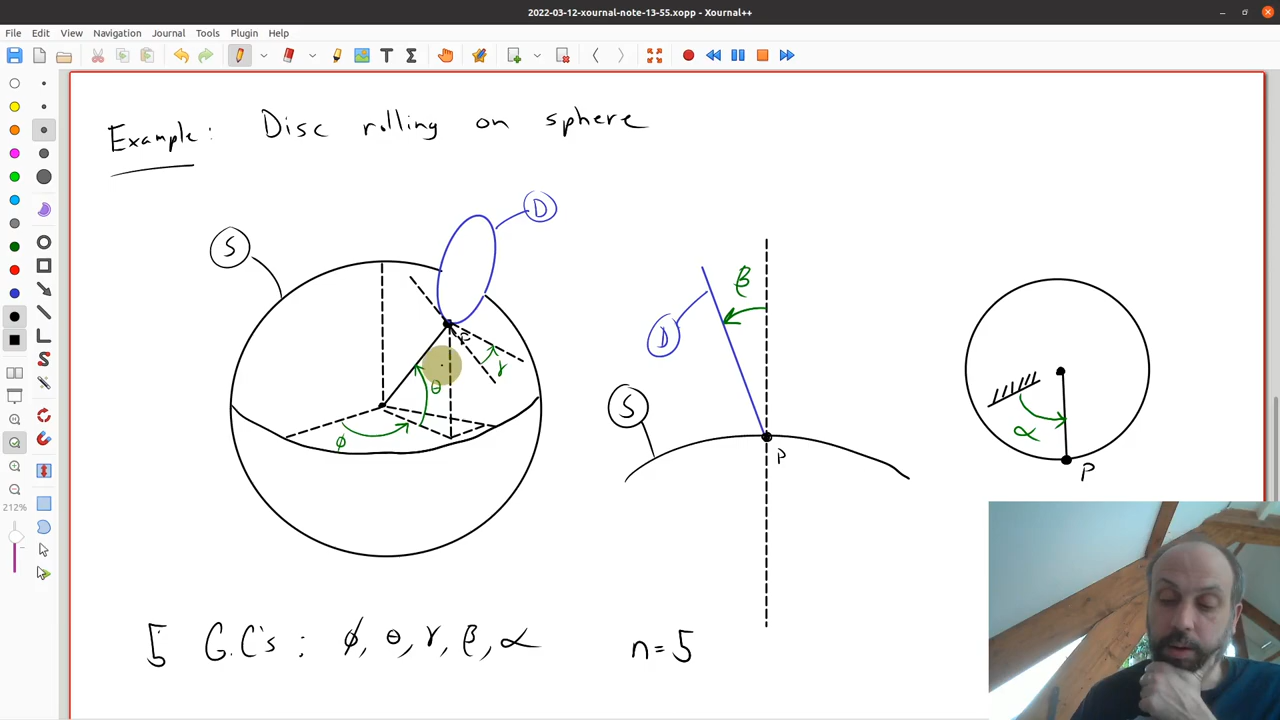 2022-03-12-xournal-note-13-55.xopp - Xournal++
File Edit View Navigation Journal Tools Plugin Help
Example: Disc rolling on sphere
D
S
P
θ
γ
φ
β
D
S
P
α
P
212%
5 G.C's: φ, θ, γ, β, α n=5